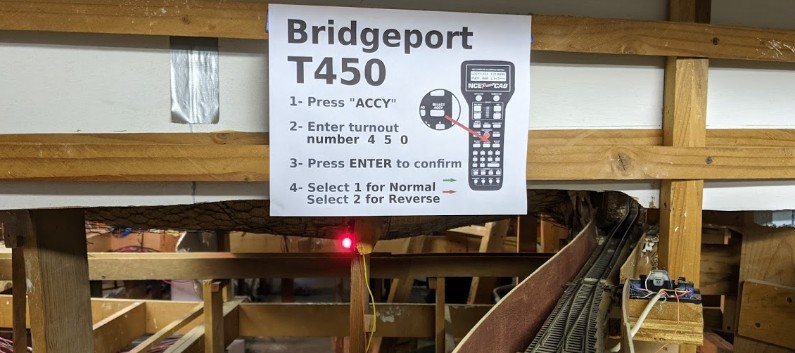 Bridgeport
T450
1- Press "ACCY"
2- Enter turnout
number 4 5 0
3- Press ENTER to confirm
4- Select 1 for Normal
Select 2 for Reverse
NCE PowerCAB